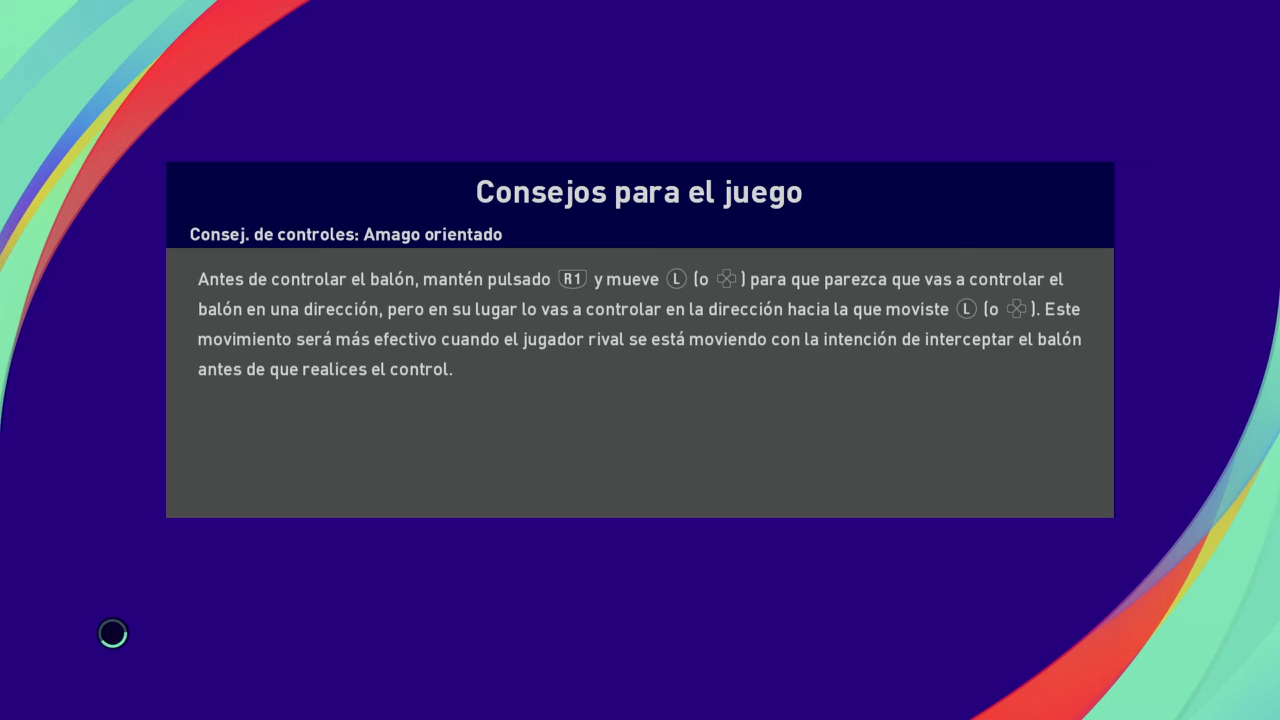 Consejos para el juego
Consej. de controles: Amago orientado
Antes de controlar el balón, mantén pulsado R1 y mueve L (o ) para que parezca que vas a controlar el
balón en una dirección, pero en su lugar lo vas a controlar en la dirección hacia la que moviste L (o ). Este
movimiento será más efectivo cuando el jugador rival se está moviendo con la intención de interceptar el balón
antes de que realices el control.